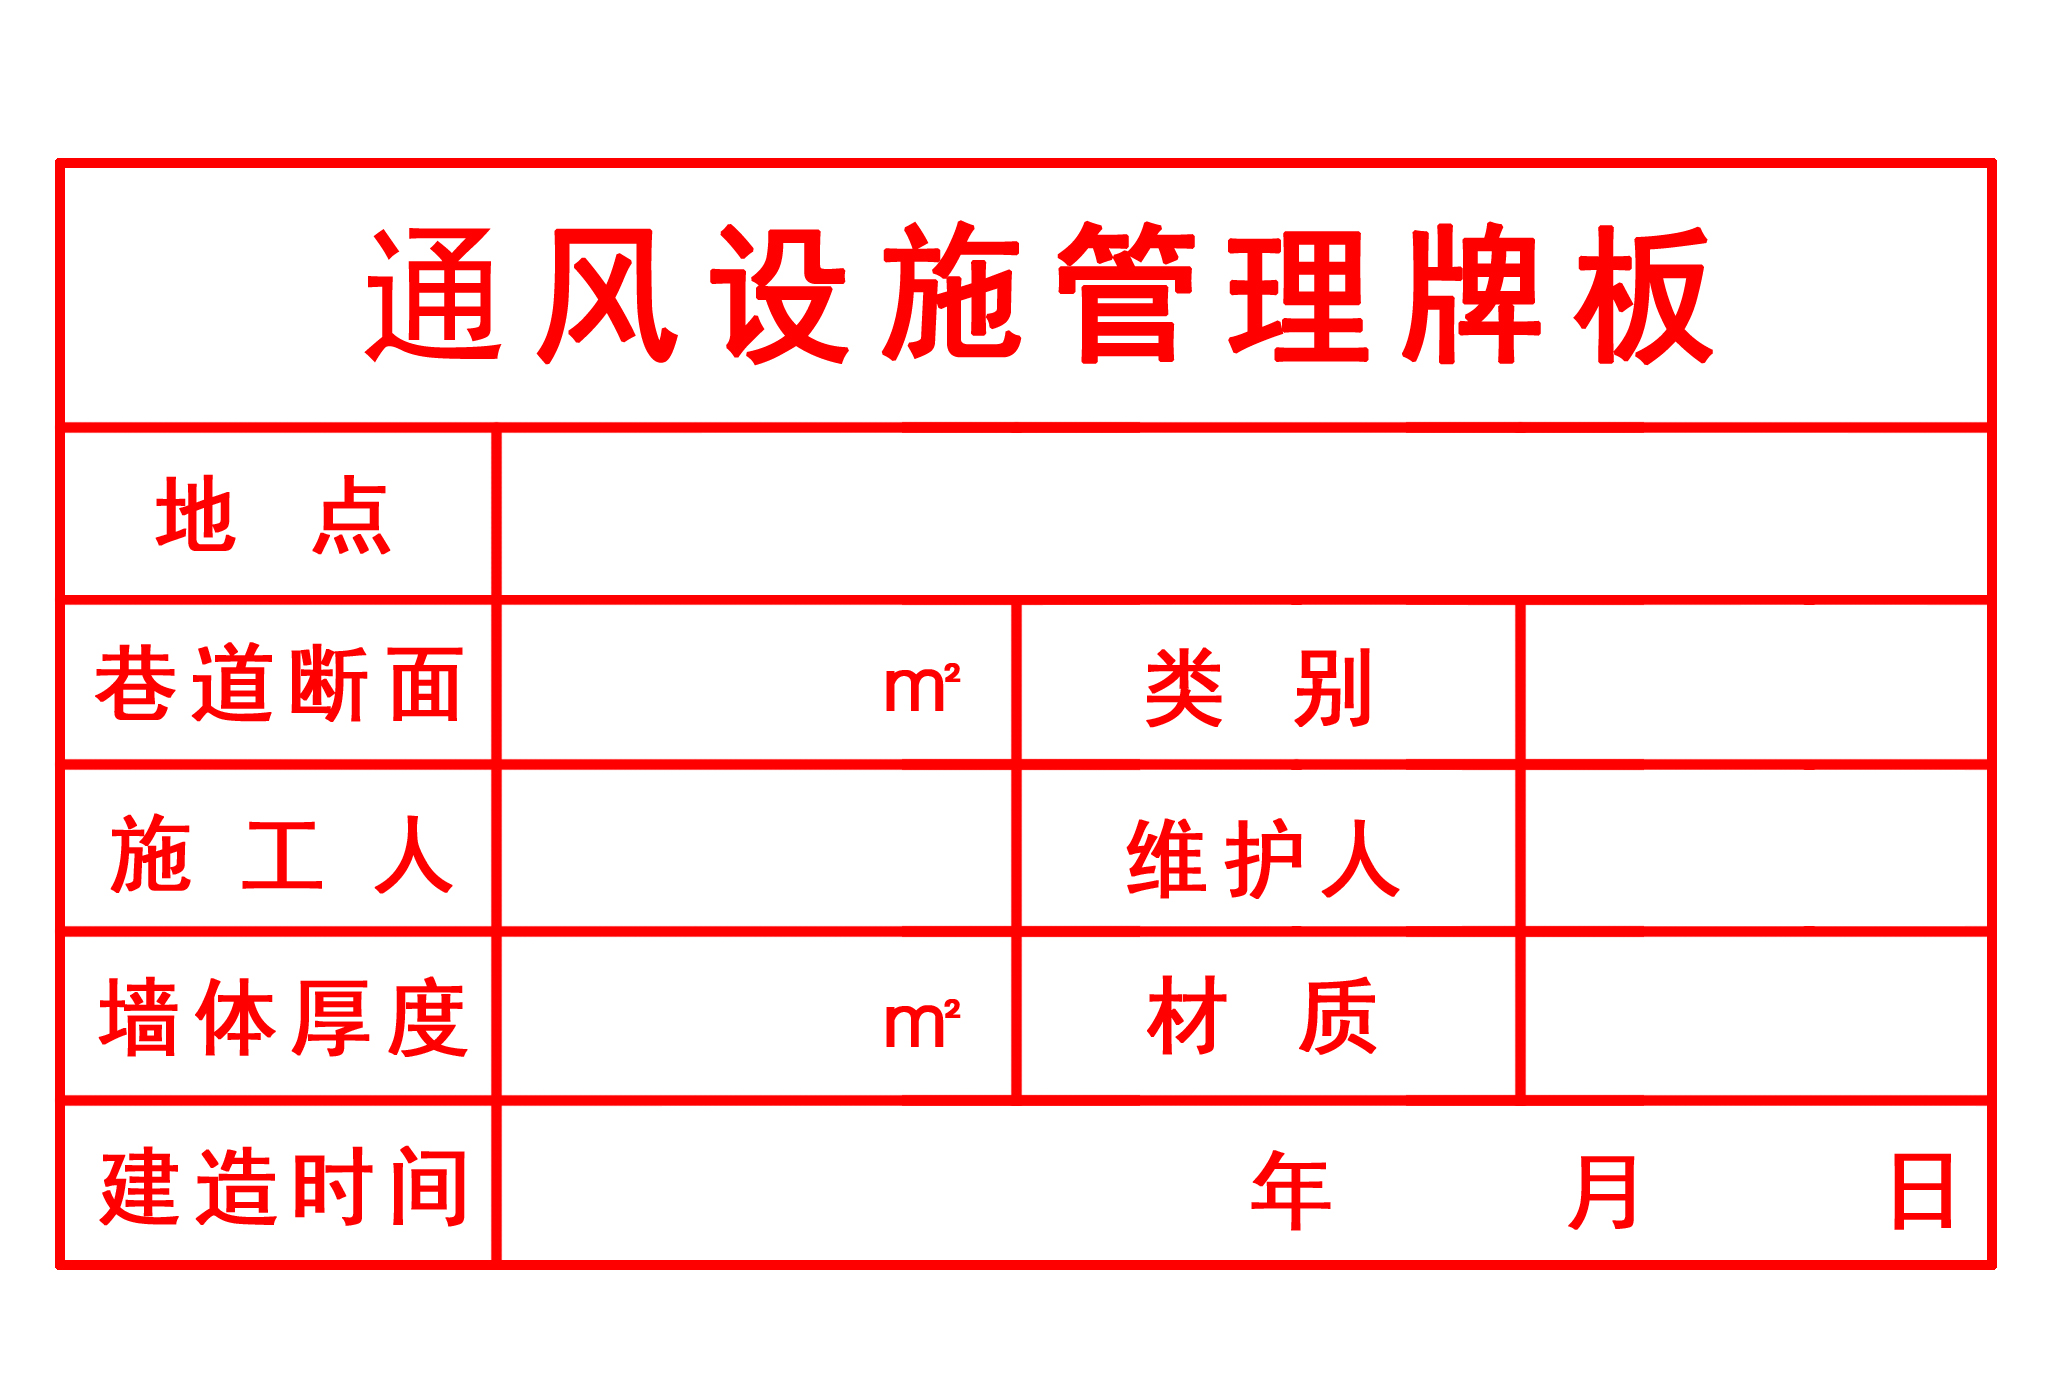 通风设施管理牌板
地 点
巷道断面 m² 类 别
施 工 人 维护人
墙体厚度 m² 材 质
建造时间 年 月 日